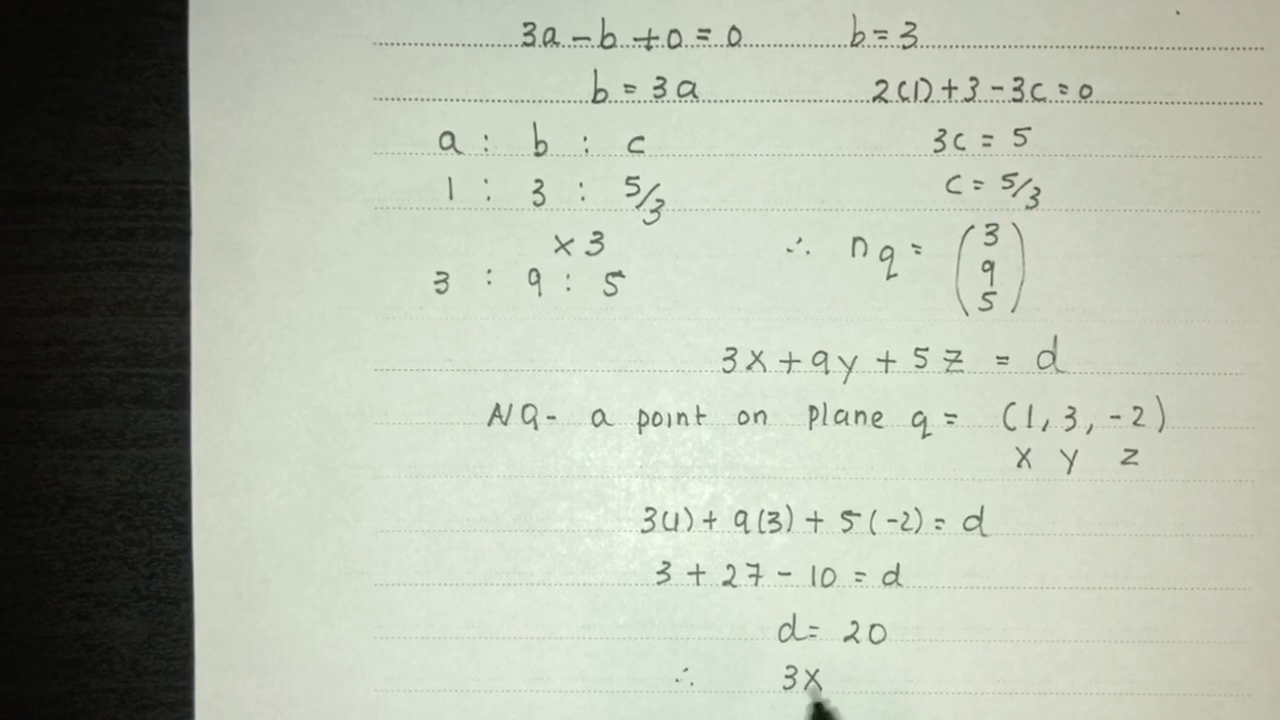 3a - b + 0 = 0    b = 3
b = 3a    2(1) + 3 - 3c = 0
a : b : c    3c = 5
1 : 3 : 5/3    c = 5/3
× 3
3 : 9 : 5    ∴ nq = (3 9 5)
3x + 9y + 5z = d
A/Q - a point on plane q = (1, 3, -2)
x y z
3(1) + 9(3) + 5(-2) = d
3 + 27 - 10 = d
d = 20
∴ 3x